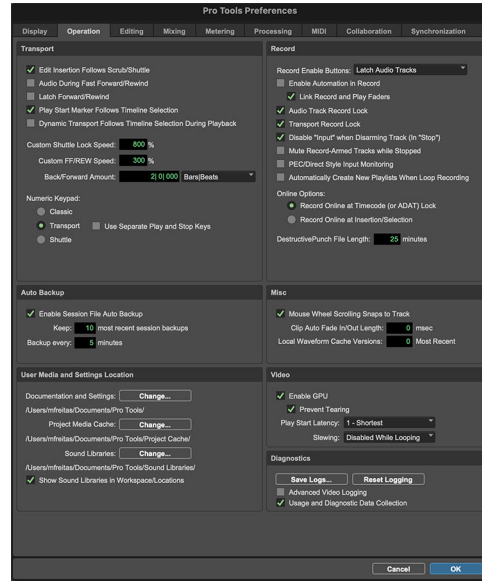 Pro Tools Preferences
Display Operation Editing Mixing Metering Processing MIDI Collaboration Synchronization
Transport
Edit Insertion Follows Scrub/Shuttle
Audio During Fast Forward/Rewind
Latch Forward/Rewind
Play Start Marker Follows Timeline Selection
Dynamic Transport Follows Timeline Selection During Playback
Custom Shuttle Lock Speed: 800 %
Custom FF/REW Speed: 300 %
Back/Forward Amount: 2| 0| 000 Bars|Beats
Numeric Keypad:
Classic
Transport Use Separate Play and Stop Keys
Shuttle
Record
Record Enable Buttons: Latch Audio Tracks
Enable Automation in Record
Link Record and Play Faders
Audio Track Record Lock
Transport Record Lock
Disable "Input" when Disarming Track (In "Stop")
Mute Record-Armed Tracks while Stopped
PEC/Direct Style Input Monitoring
Automatically Create New Playlists When Loop Recording
Online Options:
Record Online at Timecode (or ADAT) Lock
Record Online at Insertion/Selection
DestructivePunch File Length: 25 minutes
Auto Backup
Enable Session File Auto Backup
Keep: 10 most recent session backups
Backup every: 5 minutes
Misc
Mouse Wheel Scrolling Snaps to Track
Clip Auto Fade In/Out Length: 0 msec
Local Waveform Cache Versions: 0 Most Recent
User Media and Settings Location
Documentation and Settings: Change...
/Users/mfreitas/Documents/Pro Tools/
Project Media Cache: Change...
/Users/mfreitas/Documents/Pro Tools/Project Cache/
Sound Libraries: Change...
/Users/mfreitas/Documents/Pro Tools/Sound Libraries/
Show Sound Libraries in Workspace/Locations
Video
Enable GPU
Prevent Tearing
Play Start Latency: 1 - Shortest
Slewing: Disabled While Looping
Diagnostics
Save Logs... Reset Logging
Advanced Video Logging
Usage and Diagnostic Data Collection
Cancel OK